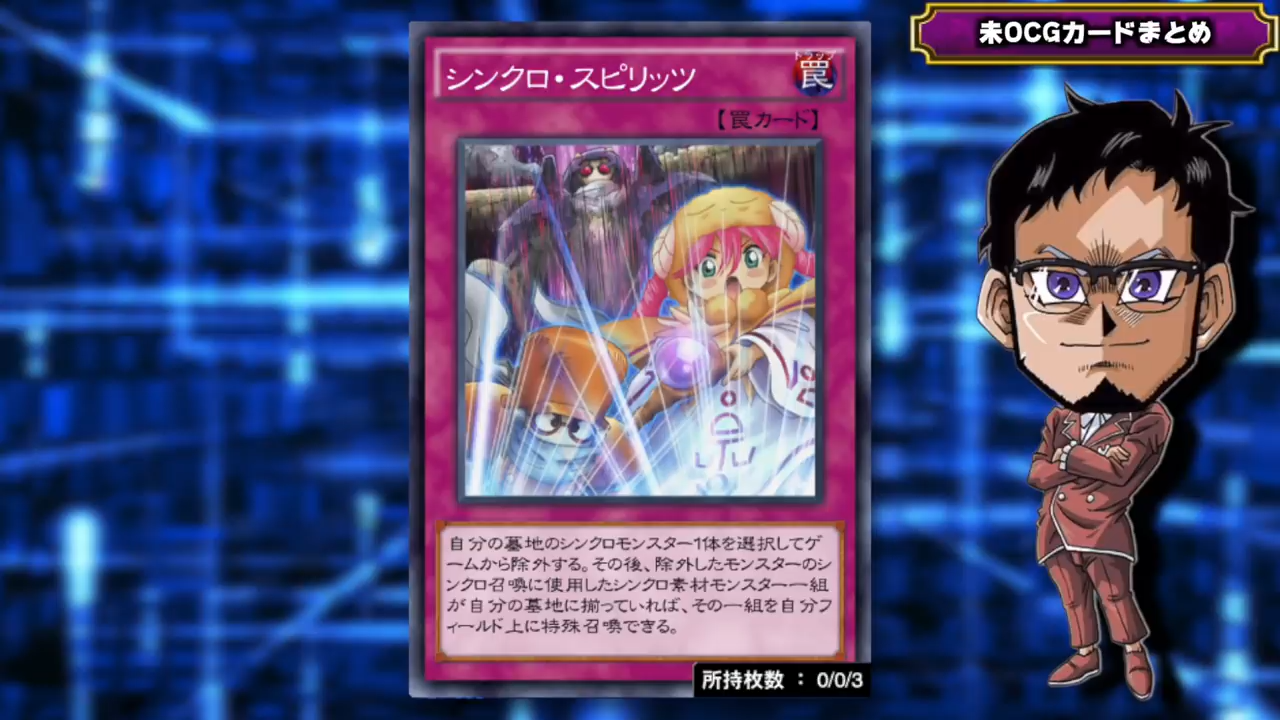 未OCGカードまとめ
シンクロ・スピリッツ
トラップ
罠
【罠カード】
自分の墓地のシンクロモンスター1体を選択してゲ
ームから除外する。その後、除外したモンスターのシ
ンクロ召喚に使用したシンクロ素材モンスター一組
が自分の墓地に揃っていれば、その一組を自分フ
ィールド上に特殊召喚できる。
所持枚数 : 0/0/3